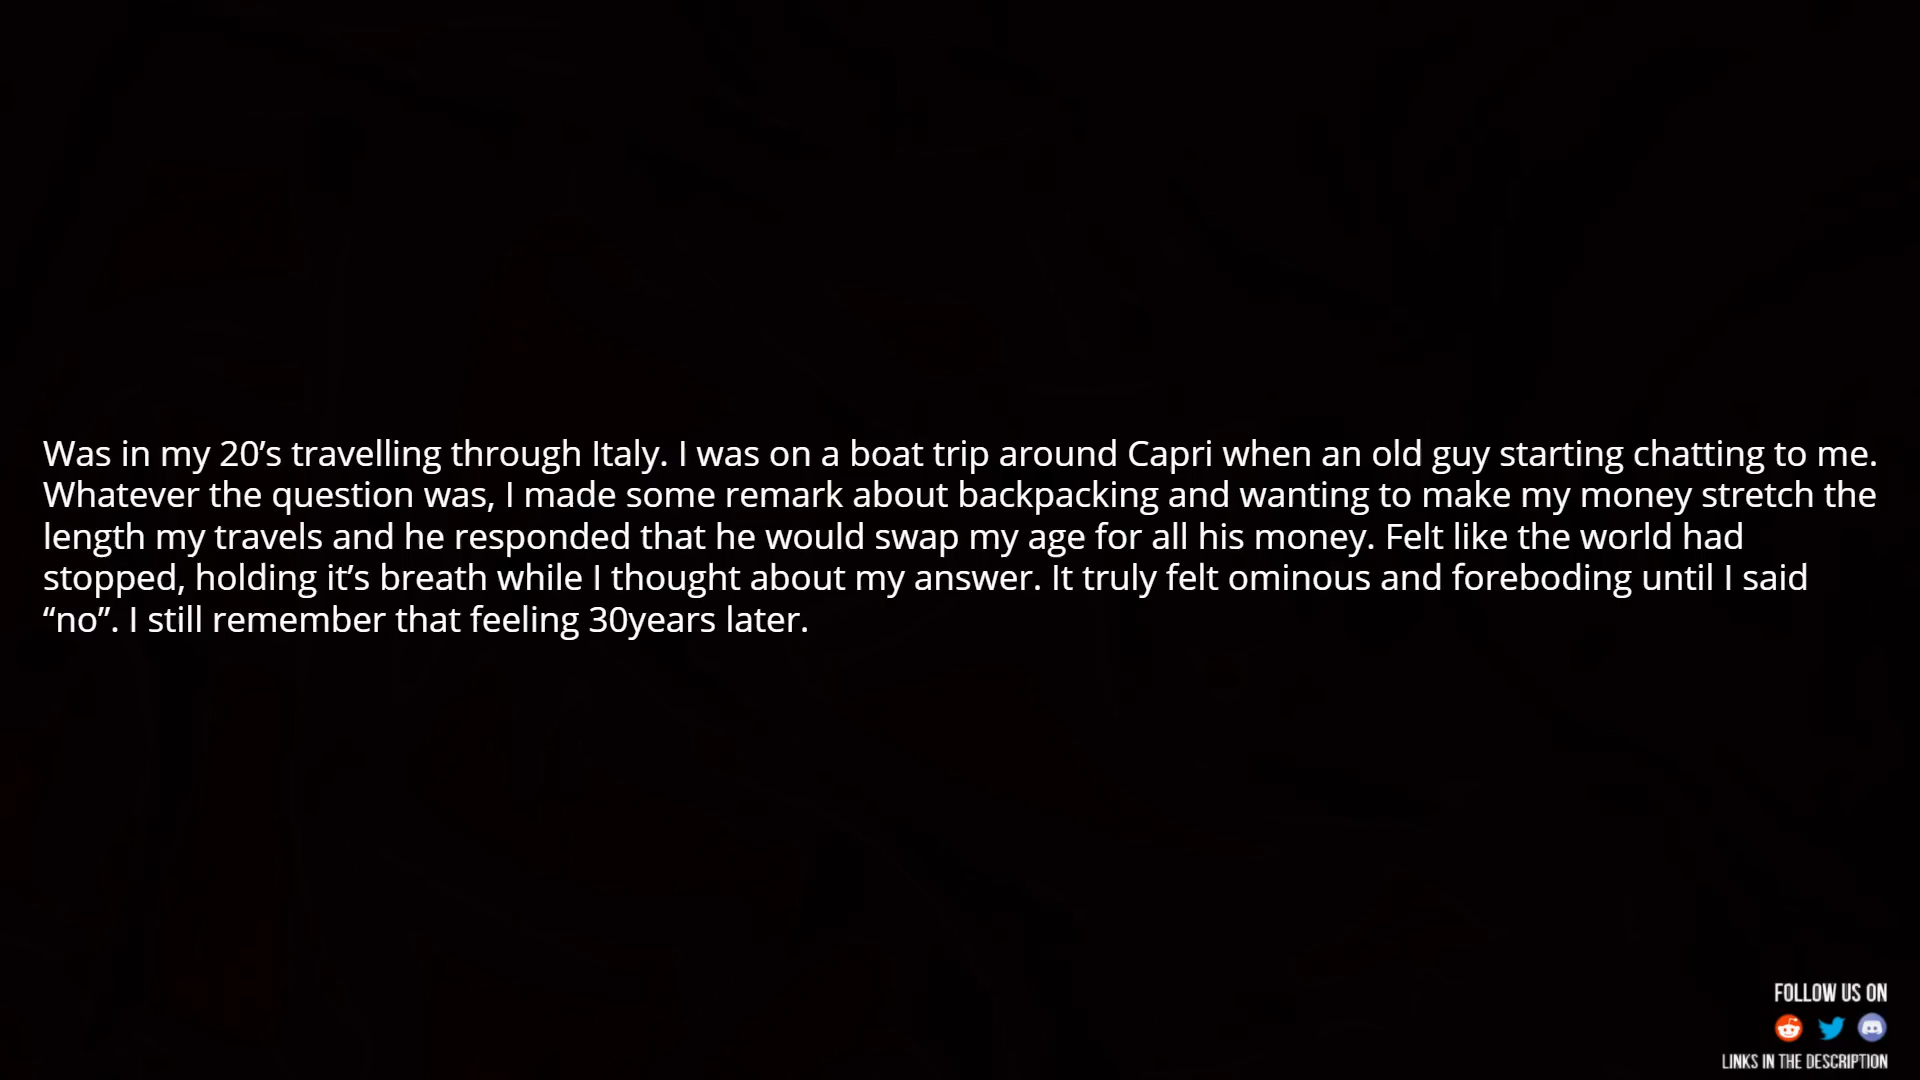 Was in my 20’s travelling through Italy. I was on a boat trip around Capri when an old guy starting chatting to me.
Whatever the question was, I made some remark about backpacking and wanting to make my money stretch the
length my travels and he responded that he would swap my age for all his money. Felt like the world had
stopped, holding it’s breath while I thought about my answer. It truly felt ominous and foreboding until I said
“no”. I still remember that feeling 30years later.
FOLLOW US ON
LINKS IN THE DESCRIPTION